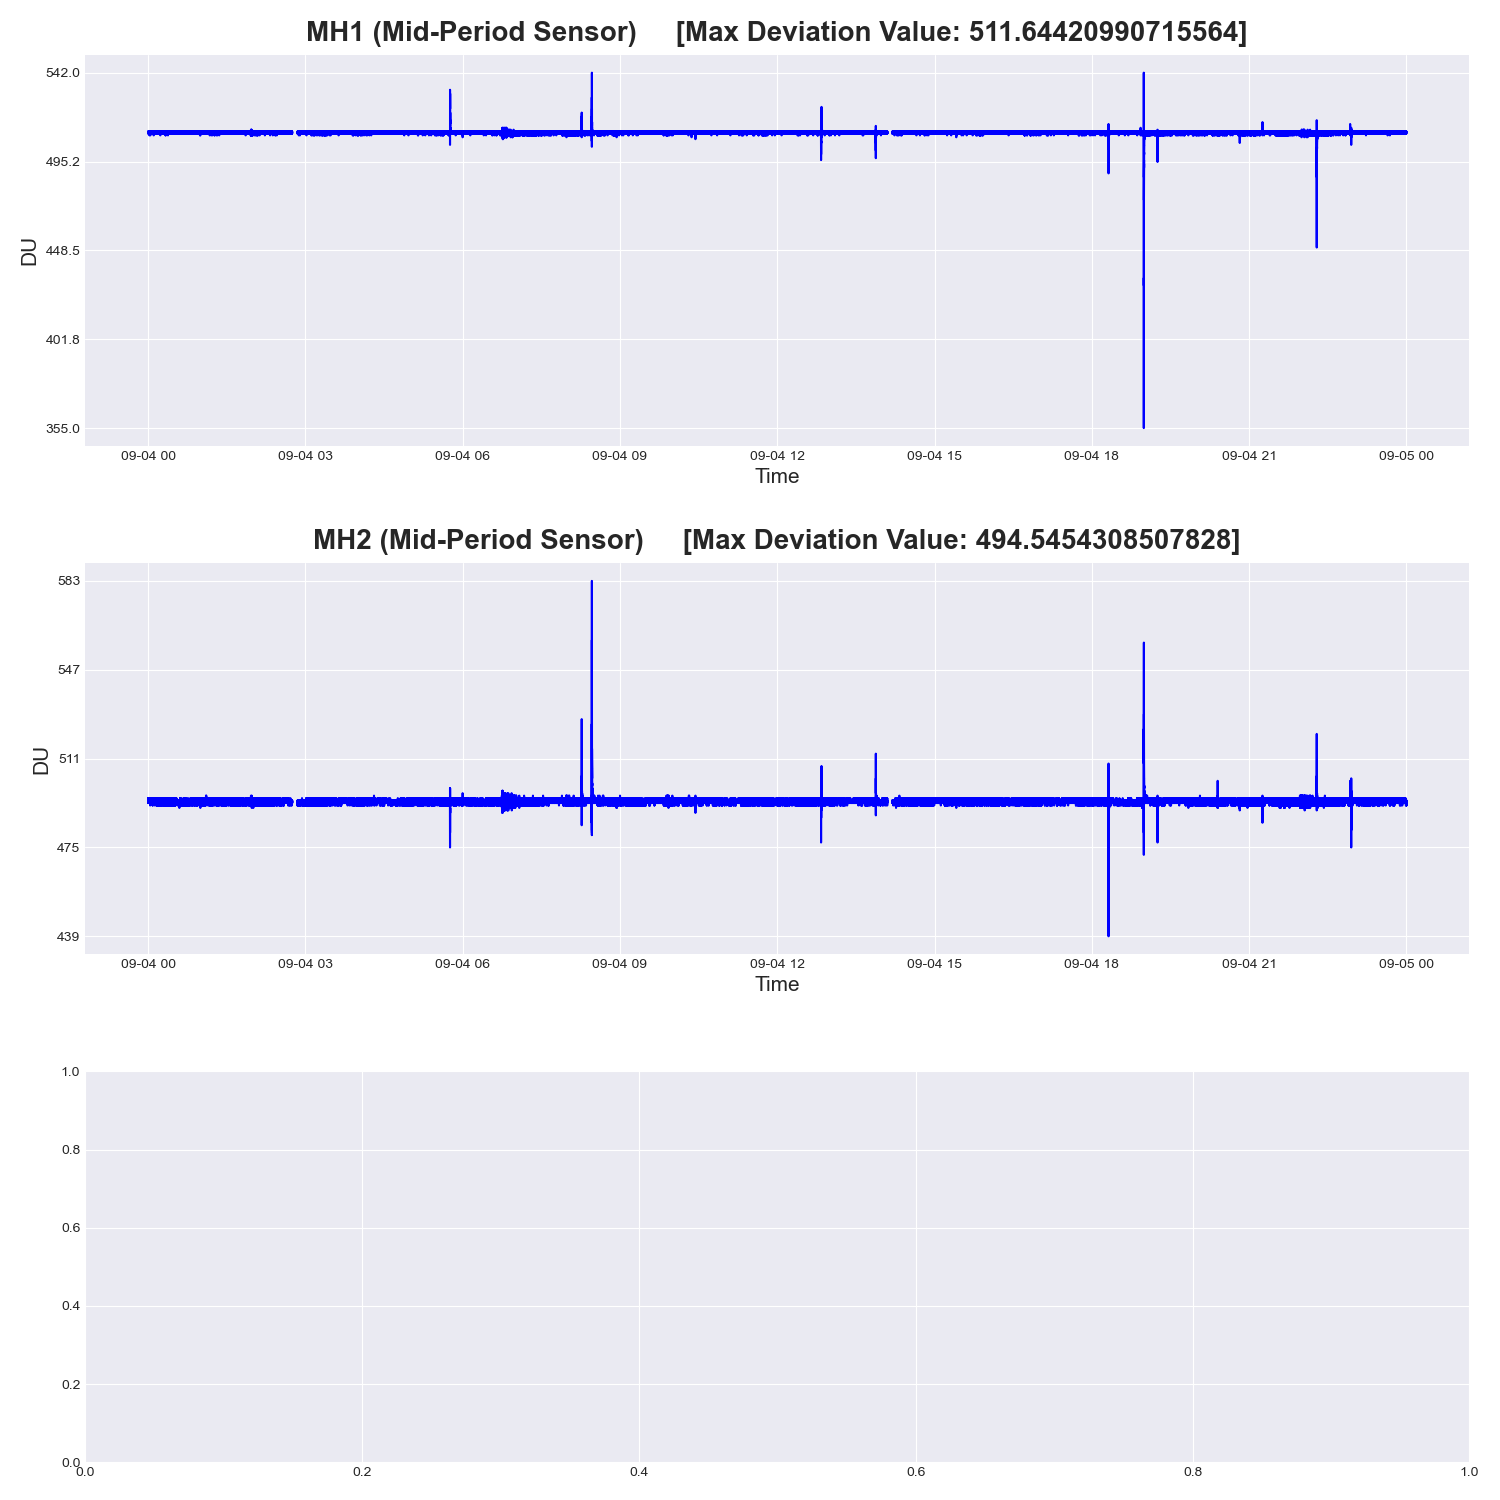 MH1 (Mid-Period Sensor) [Max Deviation Value: 511.64420990715564]
542.0
495.2
448.5
401.8
355.0
DU
09-04 00 09-04 03 09-04 06 09-04 09 09-04 12 09-04 15 09-04 18 09-04 21 09-05 00
Time
MH2 (Mid-Period Sensor) [Max Deviation Value: 494.5454308507828]
583
547
511
475
439
DU
09-04 00 09-04 03 09-04 06 09-04 09 09-04 12 09-04 15 09-04 18 09-04 21 09-05 00
Time
1.0
0.8
0.6
0.4
0.2
0.0
0.0 0.2 0.4 0.6 0.8 1.0